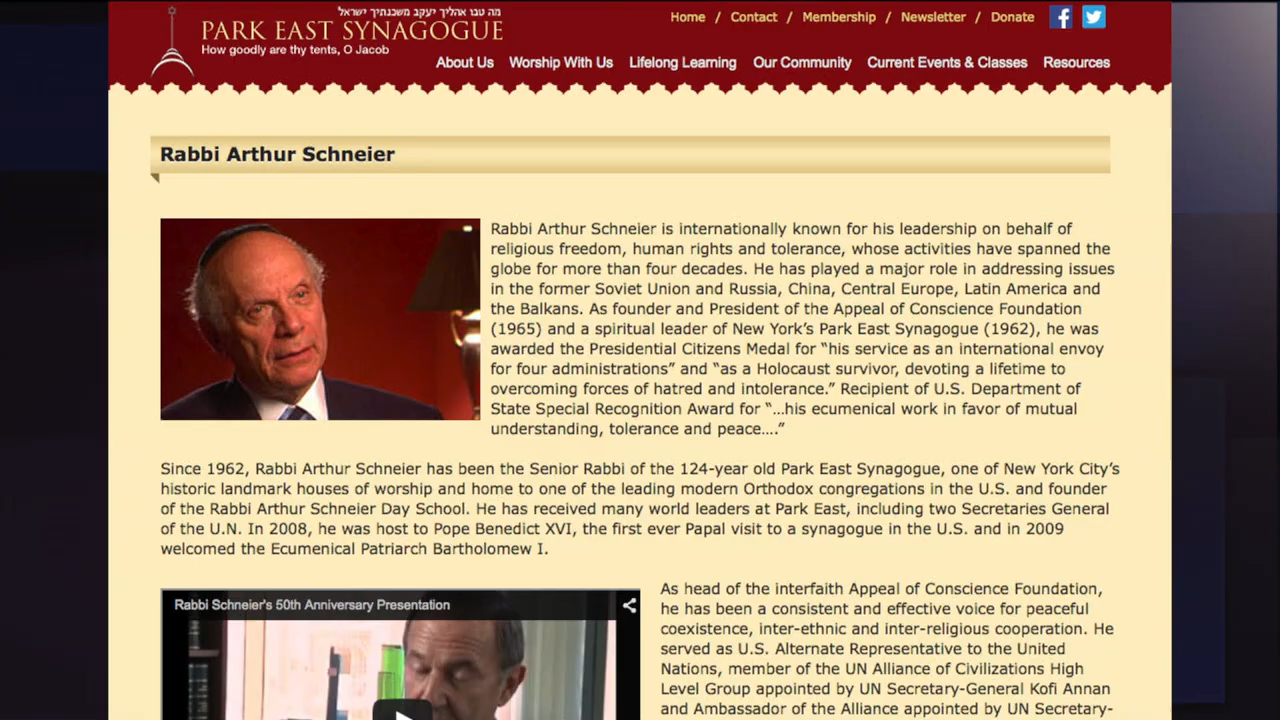 מה טבו אהליך יעקב משכנתיך ישראל
PARK EAST SYNAGOGUE
How goodly are thy tents, O Jacob
Home / Contact / Membership / Newsletter / Donate
About Us Worship With Us Lifelong Learning Our Community Current Events & Classes Resources
Rabbi Arthur Schneier
Rabbi Arthur Schneier is internationally known for his leadership on behalf of
religious freedom, human rights and tolerance, whose activities have spanned the
globe for more than four decades. He has played a major role in addressing issues
in the former Soviet Union and Russia, China, Central Europe, Latin America and
the Balkans. As founder and President of the Appeal of Conscience Foundation
(1965) and a spiritual leader of New York’s Park East Synagogue (1962), he was
awarded the Presidential Citizens Medal for “his service as an international envoy
for four administrations” and “as a Holocaust survivor, devoting a lifetime to
overcoming forces of hatred and intolerance.” Recipient of U.S. Department of
State Special Recognition Award for “…his ecumenical work in favor of mutual
understanding, tolerance and peace….”
Since 1962, Rabbi Arthur Schneier has been the Senior Rabbi of the 124-year old Park East Synagogue, one of New York City’s
historic landmark houses of worship and home to one of the leading modern Orthodox congregations in the U.S. and founder
of the Rabbi Arthur Schneier Day School. He has received many world leaders at Park East, including two Secretaries General
of the U.N. In 2008, he was host to Pope Benedict XVI, the first ever Papal visit to a synagogue in the U.S. and in 2009
welcomed the Ecumenical Patriarch Bartholomew I.
Rabbi Schneier's 50th Anniversary Presentation
As head of the interfaith Appeal of Conscience Foundation,
he has been a consistent and effective voice for peaceful
coexistence, inter-ethnic and inter-religious cooperation. He
served as U.S. Alternate Representative to the United
Nations, member of the UN Alliance of Civilizations High
Level Group appointed by UN Secretary-General Kofi Annan
and Ambassador of the Alliance appointed by UN Secretary-